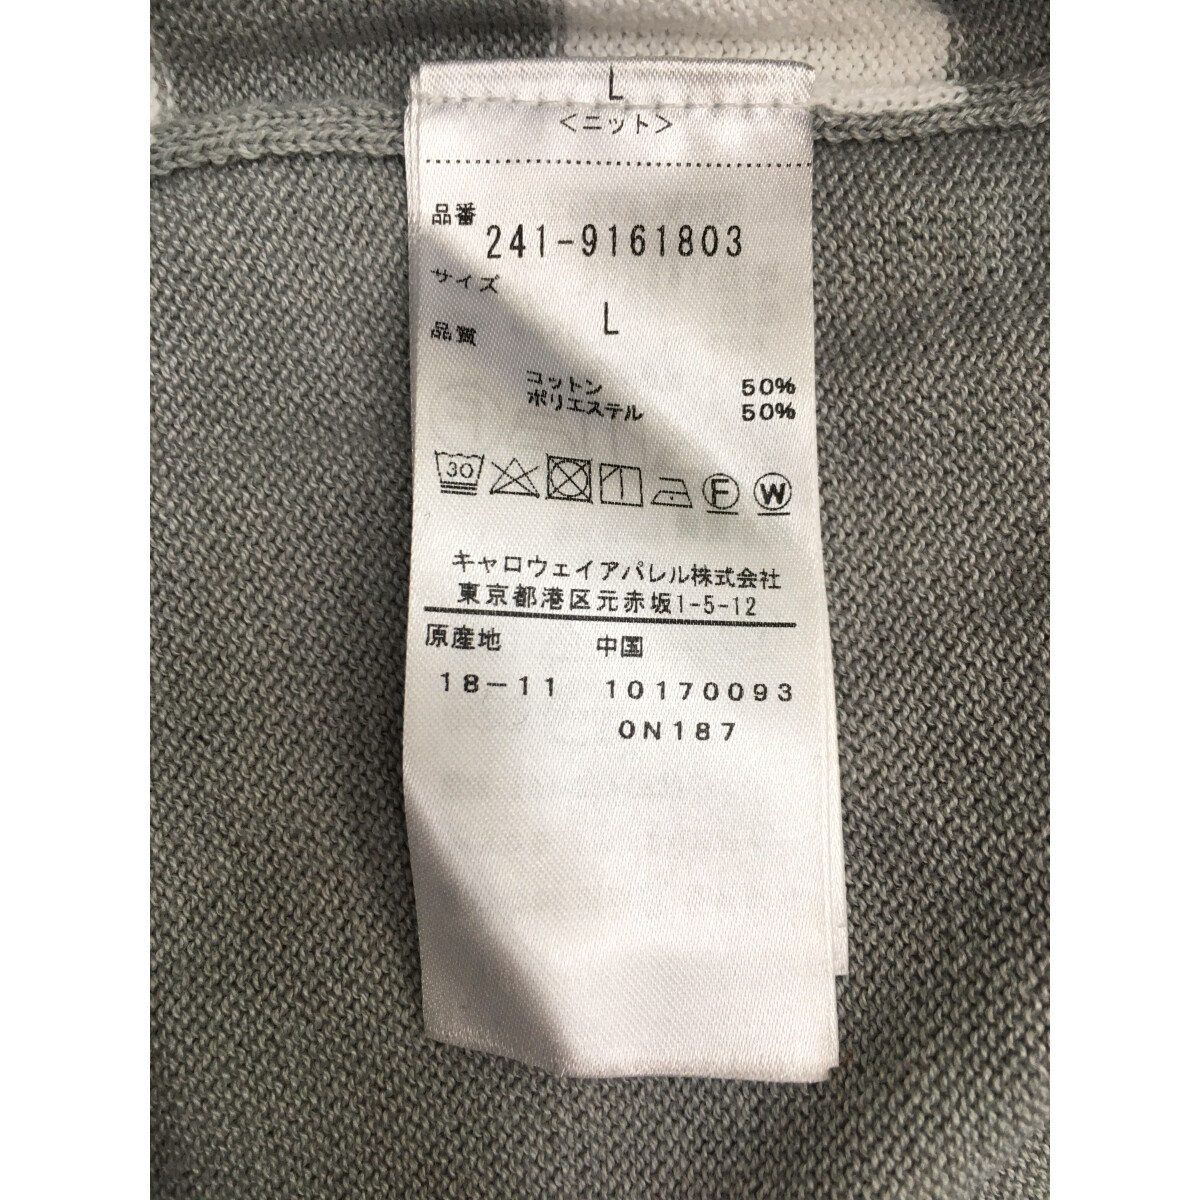 L
<ニット>
品番
241-9161803
サイズ
L
品質
コットン 50%
ポリエステル 50%
30 F W
キャロウェイアパレル株式会社
東京都港区元赤坂1-5-12
原産地 中国
18-11 10170093
0N187